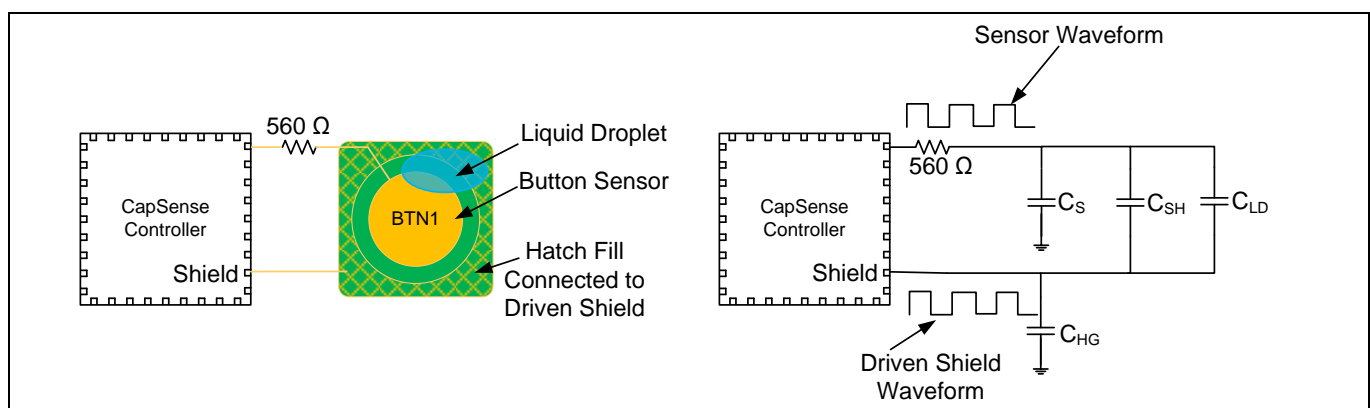 560 Ω
CapSense
Controller
Shield
BTN1
Liquid Droplet
Button Sensor
Hatch Fill
Connected to
Driven Shield
Sensor Waveform
560 Ω
CapSense
Controller
Shield
CS
CSH
CLD
CHG
Driven Shield
Waveform